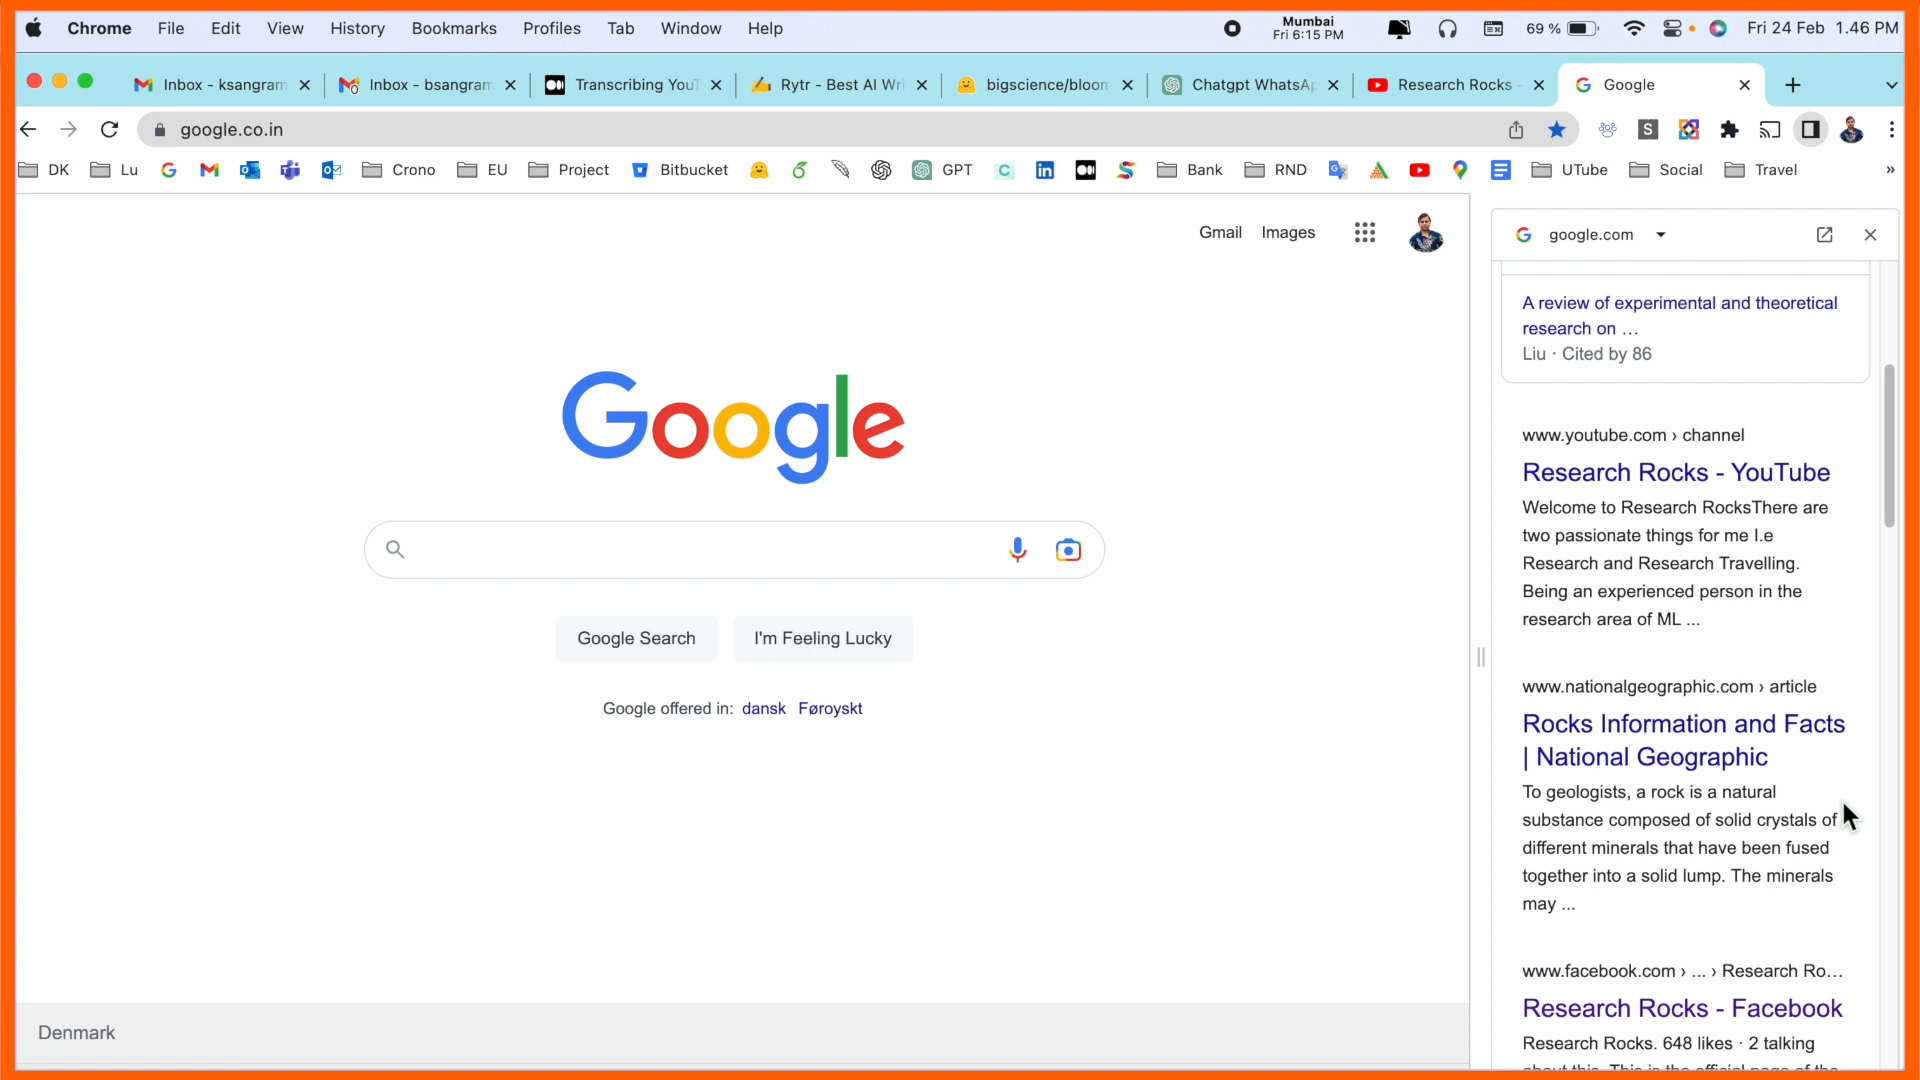 Chrome File Edit View History Bookmarks Profiles Tab Window Help
Mumbai
Fri 6:15 PM
69 %
Fri 24 Feb 1.46 PM
Inbox - ksangram
Inbox - bsangram
Transcribing You
Rytr - Best AI Wri
bigscience/bloom
Chatgpt WhatsAp
Research Rocks -
Google
google.co.in
DK Lu Crono EU Project Bitbucket GPT Bank RND UTube Social Travel »
Gmail Images
Google
Google Search I'm Feeling Lucky
Google offered in: dansk Føroyskt
Denmark
google.com
A review of experimental and theoretical
research on ...
Liu · Cited by 86
www.youtube.com › channel
Research Rocks - YouTube
Welcome to Research RocksThere are
two passionate things for me I.e
Research and Research Travelling.
Being an experienced person in the
research area of ML ...
www.nationalgeographic.com › article
Rocks Information and Facts
| National Geographic
To geologists, a rock is a natural
substance composed of solid crystals of
different minerals that have been fused
together into a solid lump. The minerals
may ...
www.facebook.com › ... › Research Ro...
Research Rocks - Facebook
Research Rocks. 648 likes · 2 talking